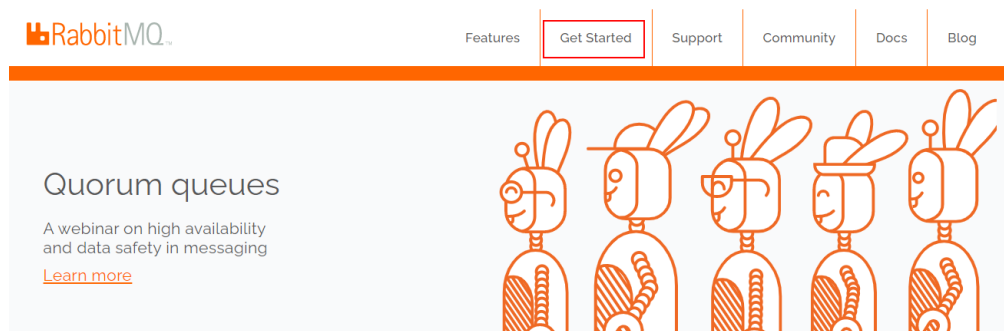 RabbitMQ™
Features Get Started Support Community Docs Blog
Quorum queues
A webinar on high availability
and data safety in messaging
Learn more